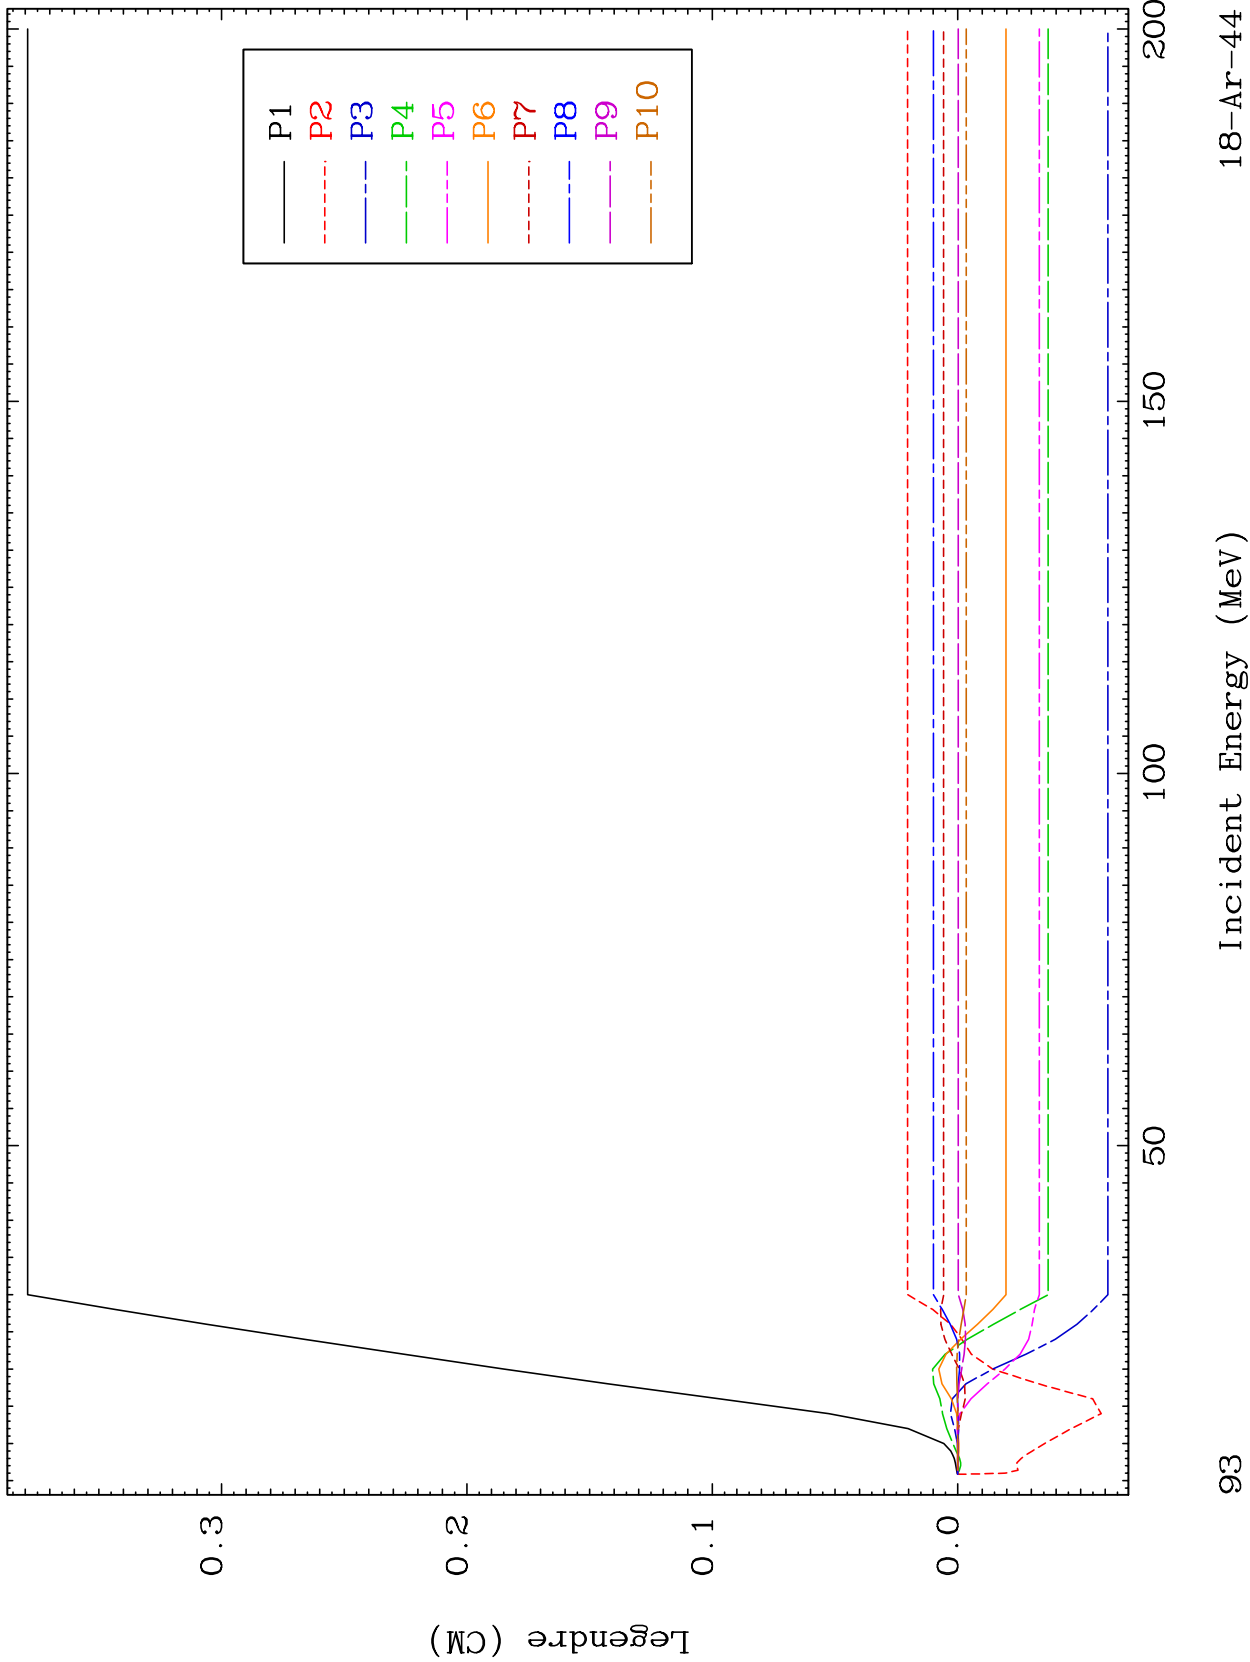 Legendre (CM)
0.3
0.2
0.1
0.0
P1
P2
P3
P4
P5
P6
P7
P8
P9
P10
50
100
150
200
Incident Energy (MeV)
93
18-Ar-44